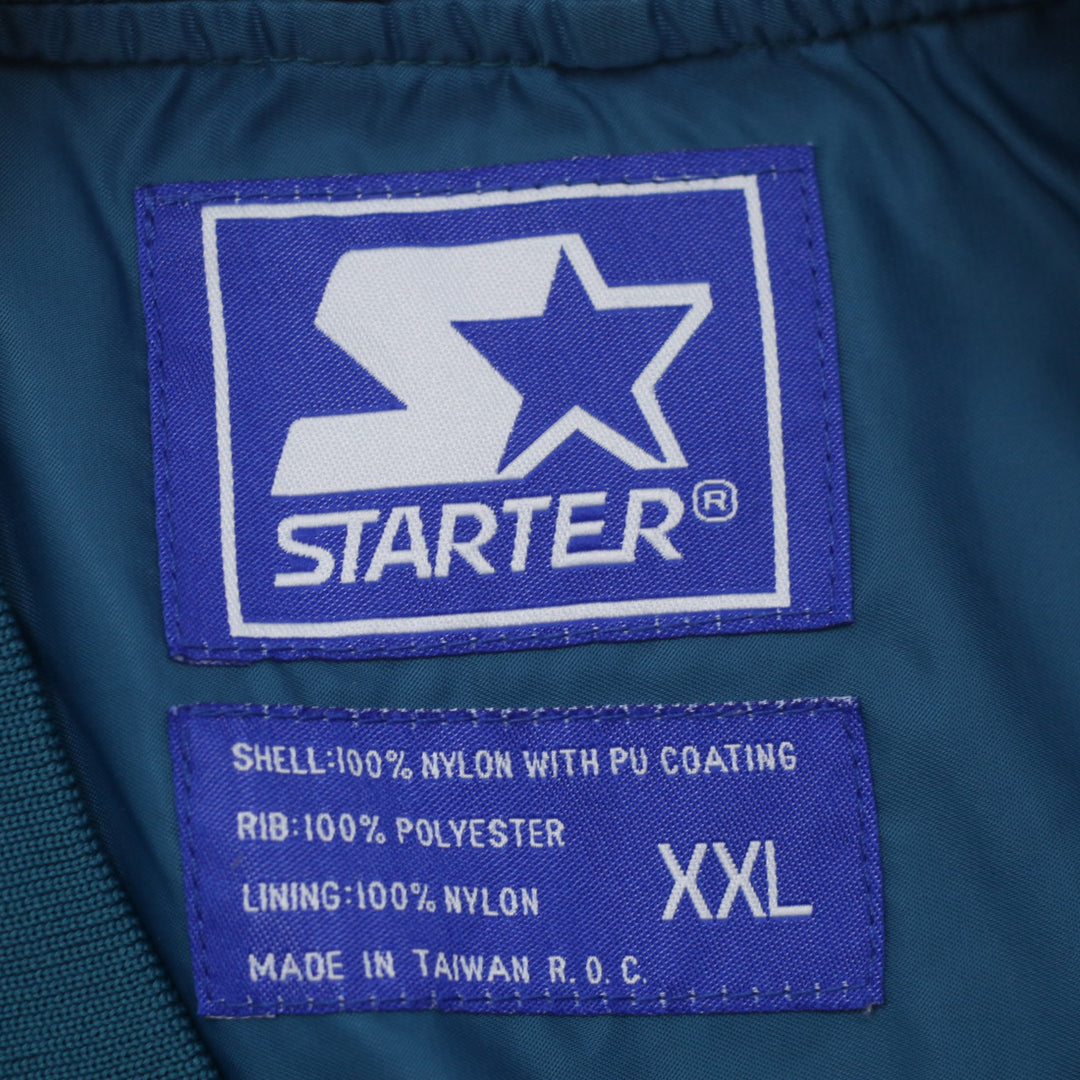 STARTER®
SHELL:100% NYLON WITH PU COATING
RIB:100% POLYESTER
LINING:100% NYLON
XXL
MADE IN TAIWAN R.O.C.